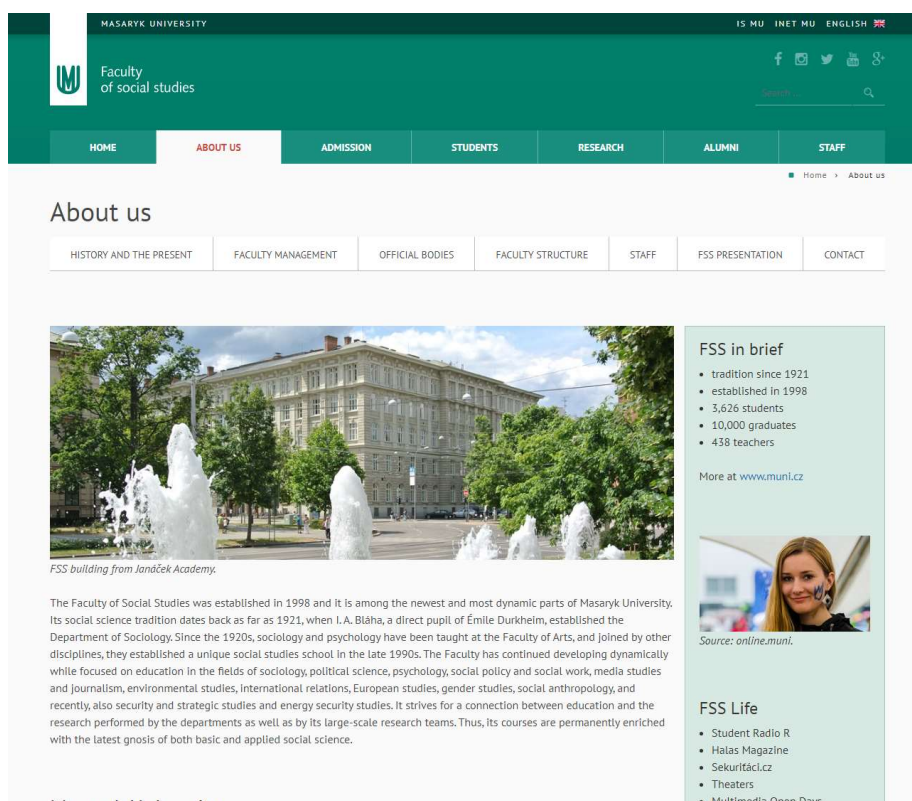 MASARYK UNIVERSITY
IS MU INET MU ENGLISH
Faculty
of social studies
Search ...
HOME ABOUT US ADMISSION STUDENTS RESEARCH ALUMNI STAFF
Home › About us
About us
HISTORY AND THE PRESENT FACULTY MANAGEMENT OFFICIAL BODIES FACULTY STRUCTURE STAFF FSS PRESENTATION CONTACT
FSS building from Janáček Academy.
The Faculty of Social Studies was established in 1998 and it is among the newest and most dynamic parts of Masaryk University.
Its social science tradition dates back as far as 1921, when I. A. Bláha, a direct pupil of Émile Durkheim, established the
Department of Sociology. Since the 1920s, sociology and psychology have been taught at the Faculty of Arts, and joined by other
disciplines, they established a unique social studies school in the late 1990s. The Faculty has continued developing dynamically
while focused on education in the fields of sociology, political science, psychology, social policy and social work, media studies
and journalism, environmental studies, international relations, European studies, gender studies, social anthropology, and
recently, also security and strategic studies and energy security studies. It strives for a connection between education and the
research performed by the departments as well as by its large-scale research teams. Thus, its courses are permanently enriched
with the latest gnosis of both basic and applied social science.
FSS in brief
• tradition since 1921
• established in 1998
• 3,626 students
• 10,000 graduates
• 438 teachers
More at www.muni.cz
Source: online.muni.
FSS Life
• Student Radio R
• Halas Magazine
• Sekuriťáci.cz
• Theaters
• Multimedia Open Days